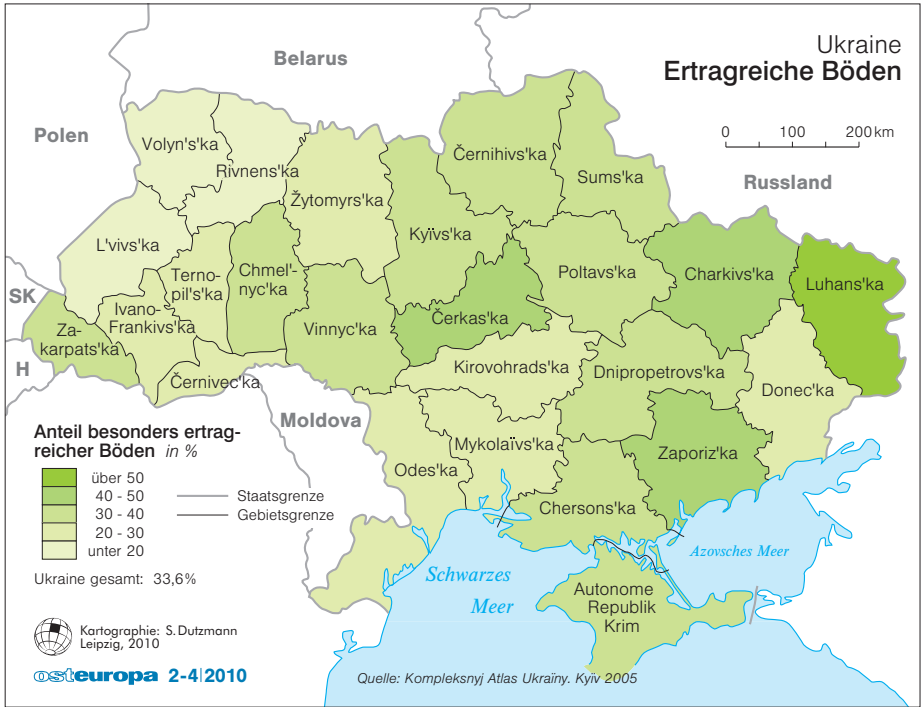 Ukraine
Ertragreiche Böden
0 100 200 km
Belarus
Polen
Russland
SK
H
Moldova
Volyn's'ka
Rivnens'ka
Žytomyrs'ka
Kyïvs'ka
Černihivs'ka
Sums'ka
L'vivs'ka
Terno-
pil's'ka
Chmel'-
nyc'ka
Ivano-
Frankivs'ka
Za-
karpats'ka
Černivec'ka
Vinnyc'ka
Čerkas'ka
Poltavs'ka
Charkivs'ka
Luhans'ka
Kirovohrads'ka
Dnipropetrovs'ka
Donec'ka
Odes'ka
Mykolaïvs'ka
Zaporiz'ka
Chersons'ka
Autonome
Republik
Krim
Schwarzes
Meer
Azovsches Meer
Anteil besonders ertrag-
reicher Böden in %
über 50
40 - 50
30 - 40
20 - 30
unter 20
Staatsgrenze
Gebietsgrenze
Ukraine gesamt: 33,6%
Kartographie: S. Dutzmann
Leipzig, 2010
osteuropa 2-4|2010
Quelle: Kompleksnyj Atlas Ukraïny. Kyïv 2005